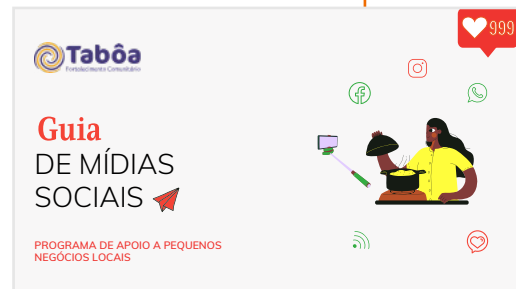 999
Tabôa
Fortalecimento Comunitário
Guia
DE MÍDIAS
SOCIAIS
PROGRAMA DE APOIO A PEQUENOS
NEGÓCIOS LOCAIS